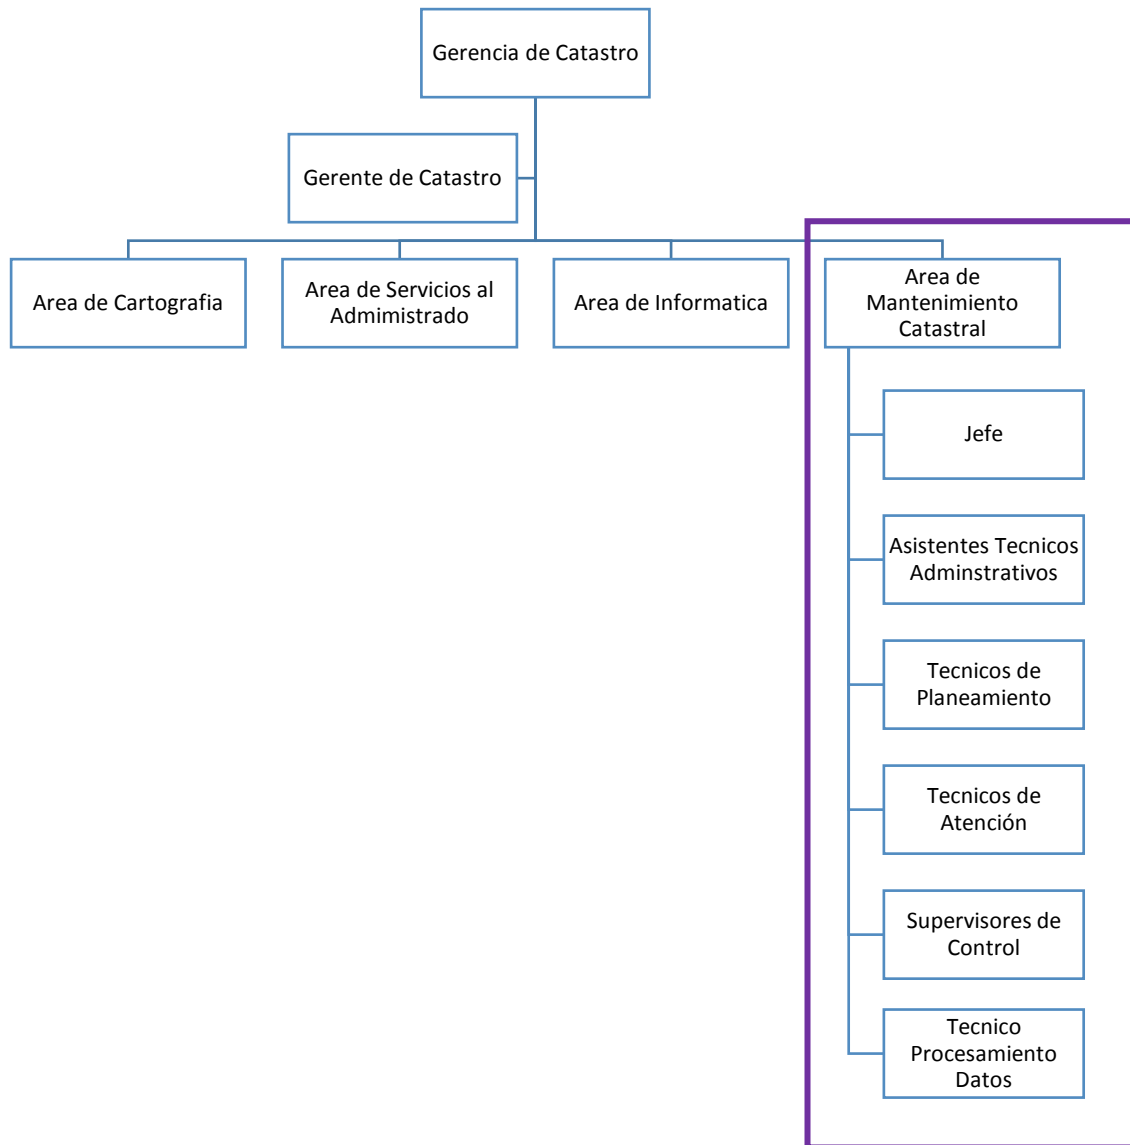 Gerencia de Catastro
Gerente de Catastro
Area de Cartografia
Area de Servicios al
Admimistrado
Area de Informatica
Area de
Mantenimiento
Catastral
Jefe
Asistentes Tecnicos
Adminstrativos
Tecnicos de
Planeamiento
Tecnicos de
Atención
Supervisores de
Control
Tecnico
Procesamiento
Datos